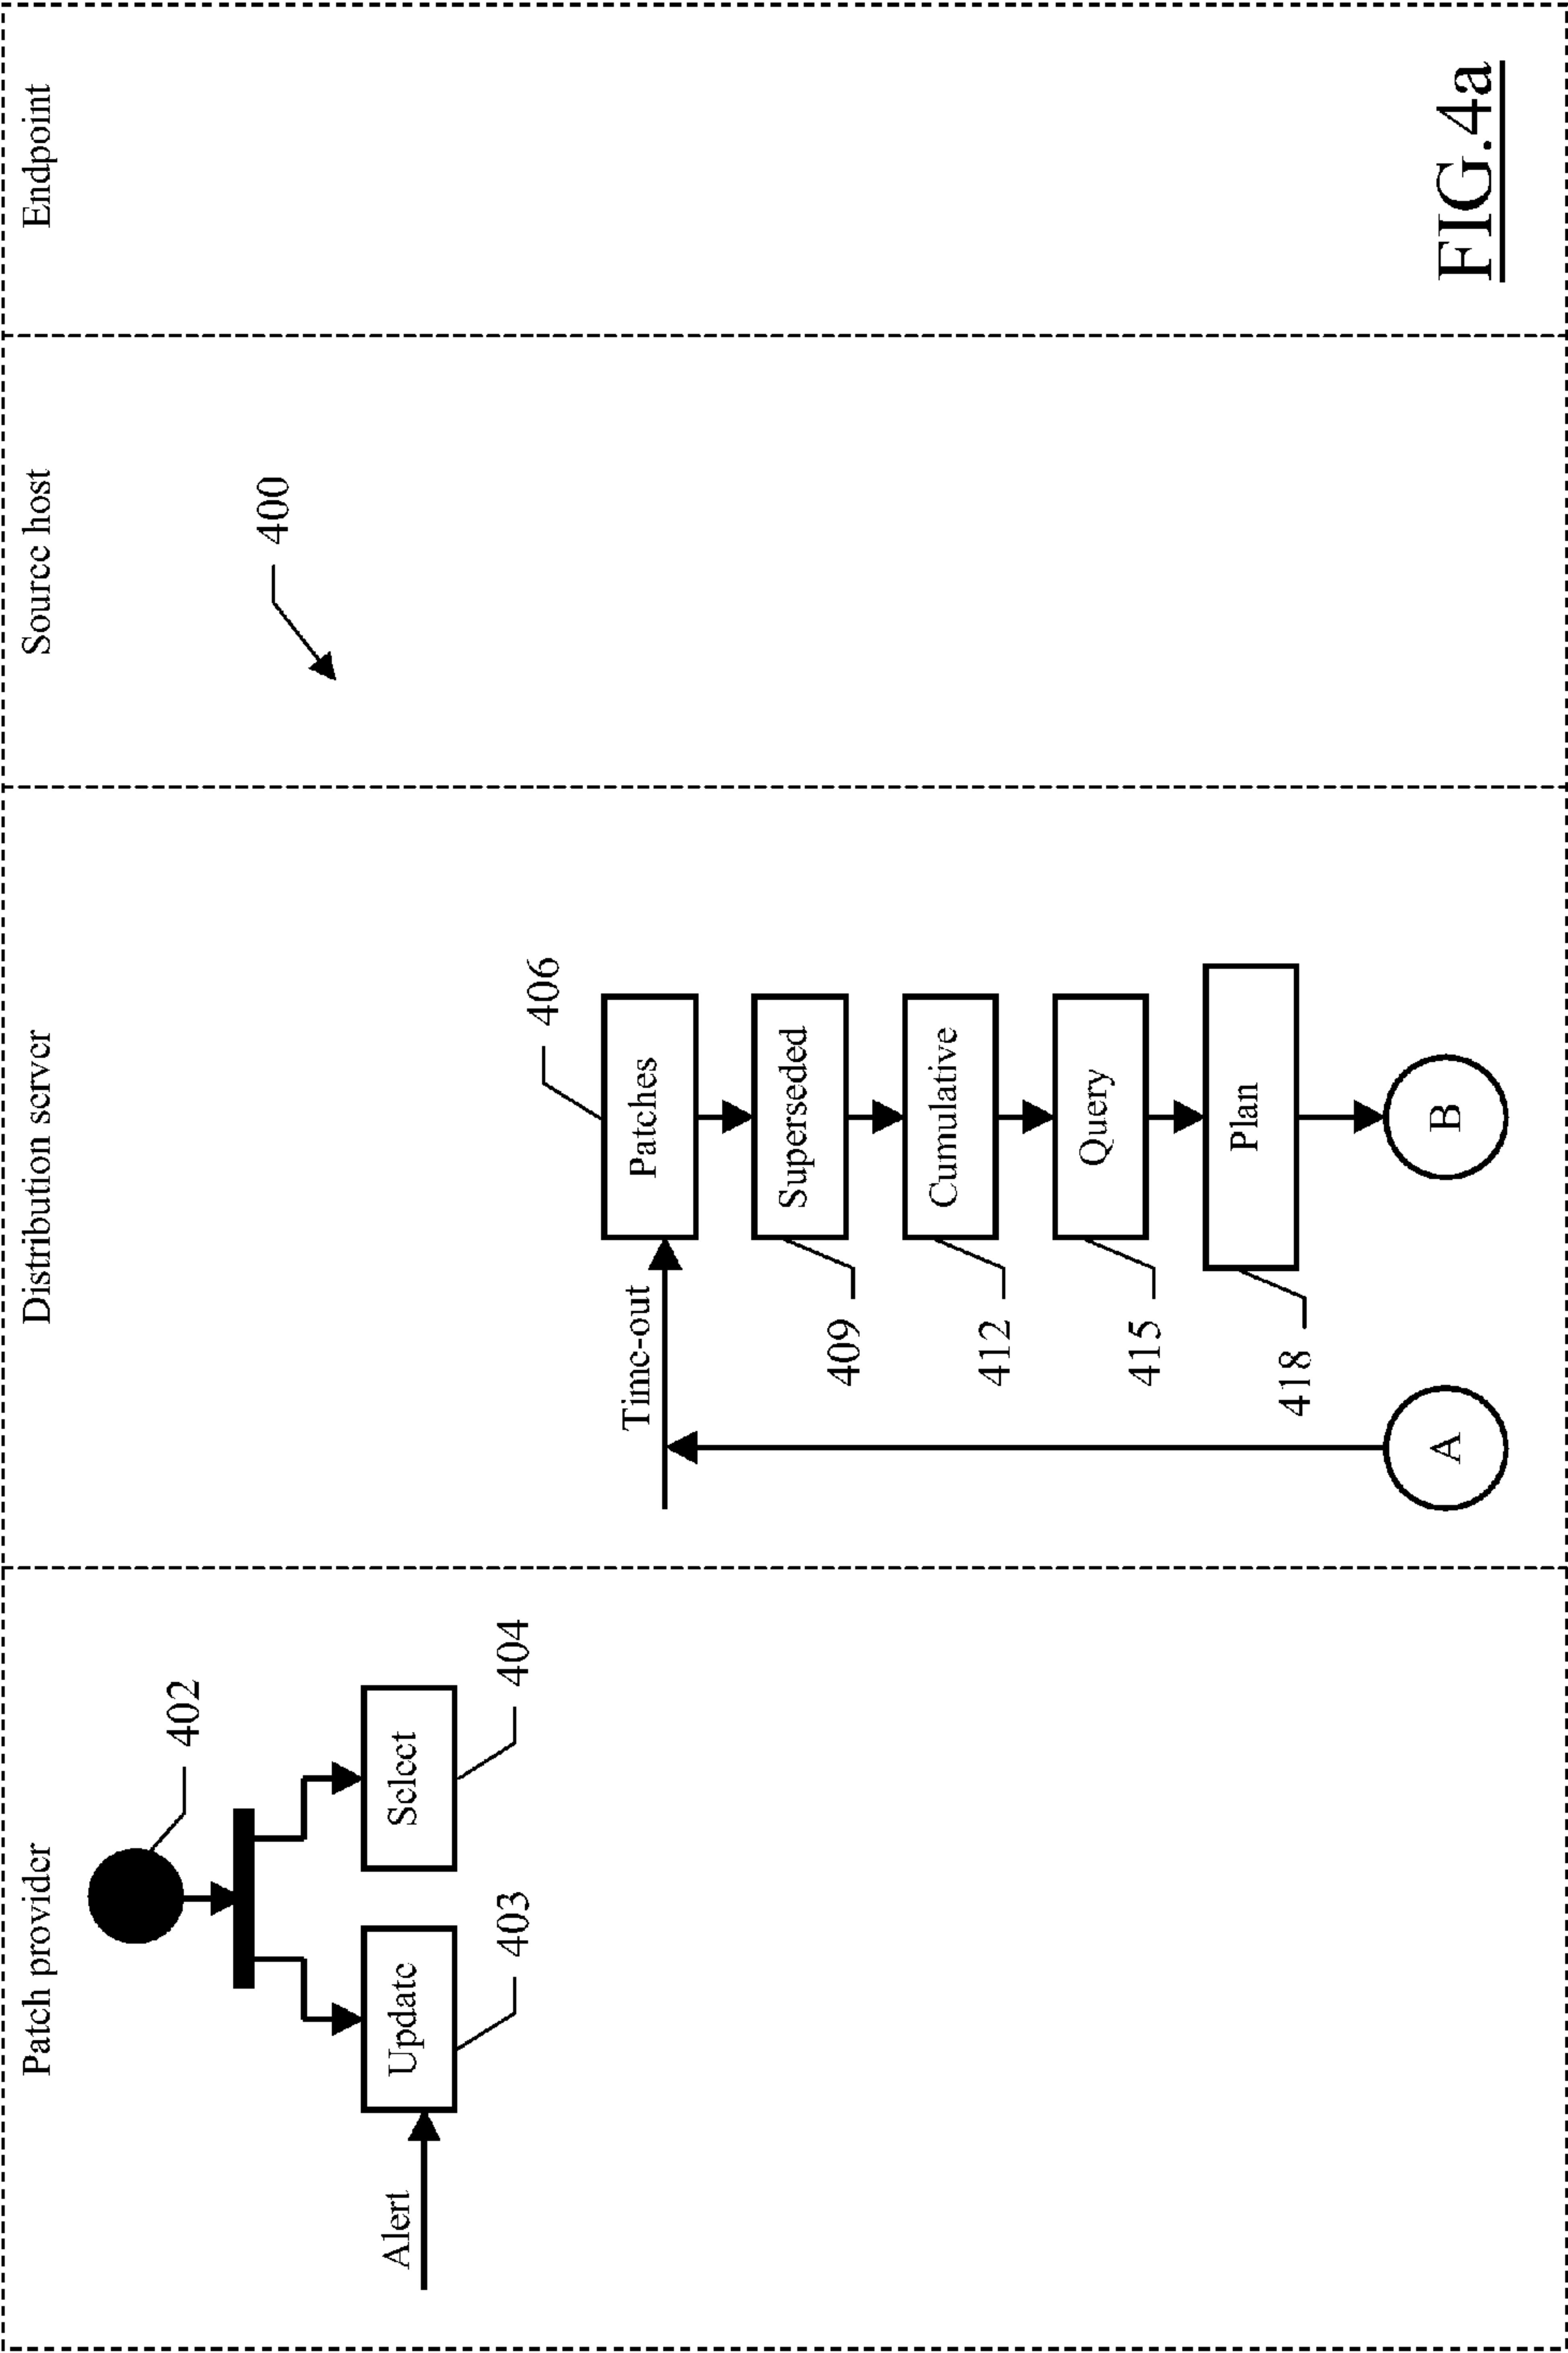 Patch provider
Distribution server
Source host
Endpoint
402
400
Alert
Update
Select
403
404
406
Time-out
Patches
Superseded
409
Cumulative
412
Query
415
Plan
418
A
B
FIG.4a